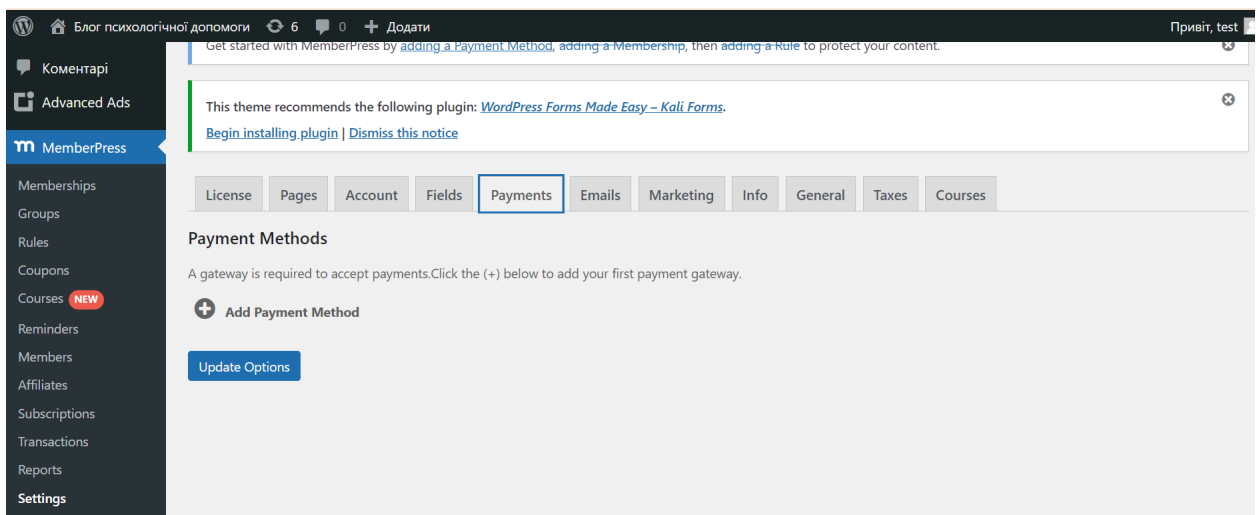 Блог психологічної допомоги 6 0 + Додати Привіт, test
Get started with MemberPress by adding a Payment Method, adding a Membership, then adding a Rule to protect your content.
Коментарі
Advanced Ads
MemberPress
Memberships
Groups
Rules
Coupons
Courses NEW
Reminders
Members
Affiliates
Subscriptions
Transactions
Reports
Settings
This theme recommends the following plugin: WordPress Forms Made Easy – Kali Forms.
Begin installing plugin | Dismiss this notice
License Pages Account Fields Payments Emails Marketing Info General Taxes Courses
Payment Methods
A gateway is required to accept payments.Click the (+) below to add your first payment gateway.
Add Payment Method
Update Options